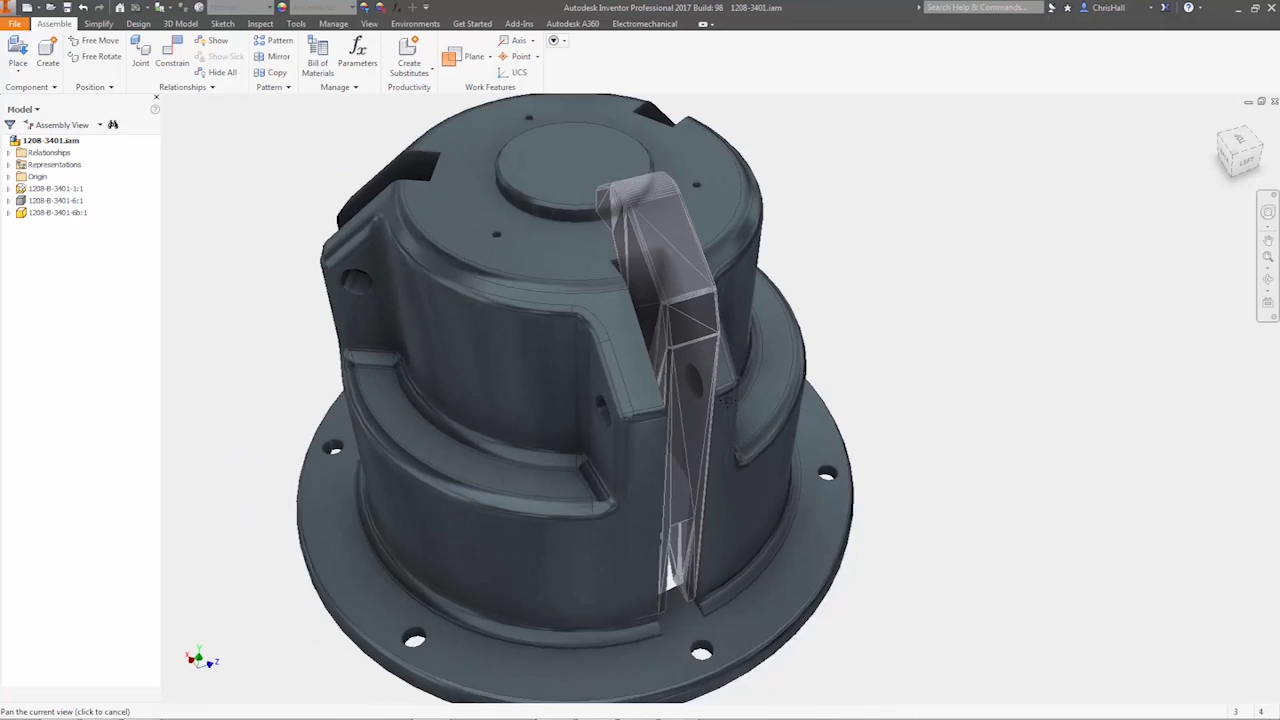 Autodesk Inventor Professional 2017 Build: 98 1208-3401.iam
Search Help & Commands...
ChrisHall
File Assemble Simplify Design 3D Model Sketch Inspect Tools Manage View Environments Get Started Add-Ins Autodesk A360 Electromechanical
Place
Create
Component
Free Move
Free Rotate
Position
Joint
Constrain
Show
Show Sick
Hide All
Relationships
Pattern
Mirror
Copy
Pattern
Bill of
Materials
Parameters
Manage
Create
Substitutes
Productivity
Plane
Axis
Point
UCS
Work Features
Model
Assembly View
1208-3401.iam
Relationships
Representations
Origin
1208-B-3401-1:1
1208-B-3401-6:1
1208-B-3401-6b:1
LEFT
X
Y
Z
Pan the current view (click to cancel)
3 4